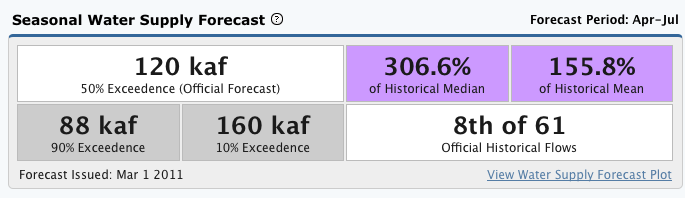 Seasonal Water Supply Forecast ?
Forecast Period: Apr-Jul
120 kaf
50% Exceedence (Official Forecast)
306.6%
of Historical Median
155.8%
of Historical Mean
88 kaf
90% Exceedence
160 kaf
10% Exceedence
8th of 61
Official Historical Flows
Forecast Issued: Mar 1 2011
View Water Supply Forecast Plot